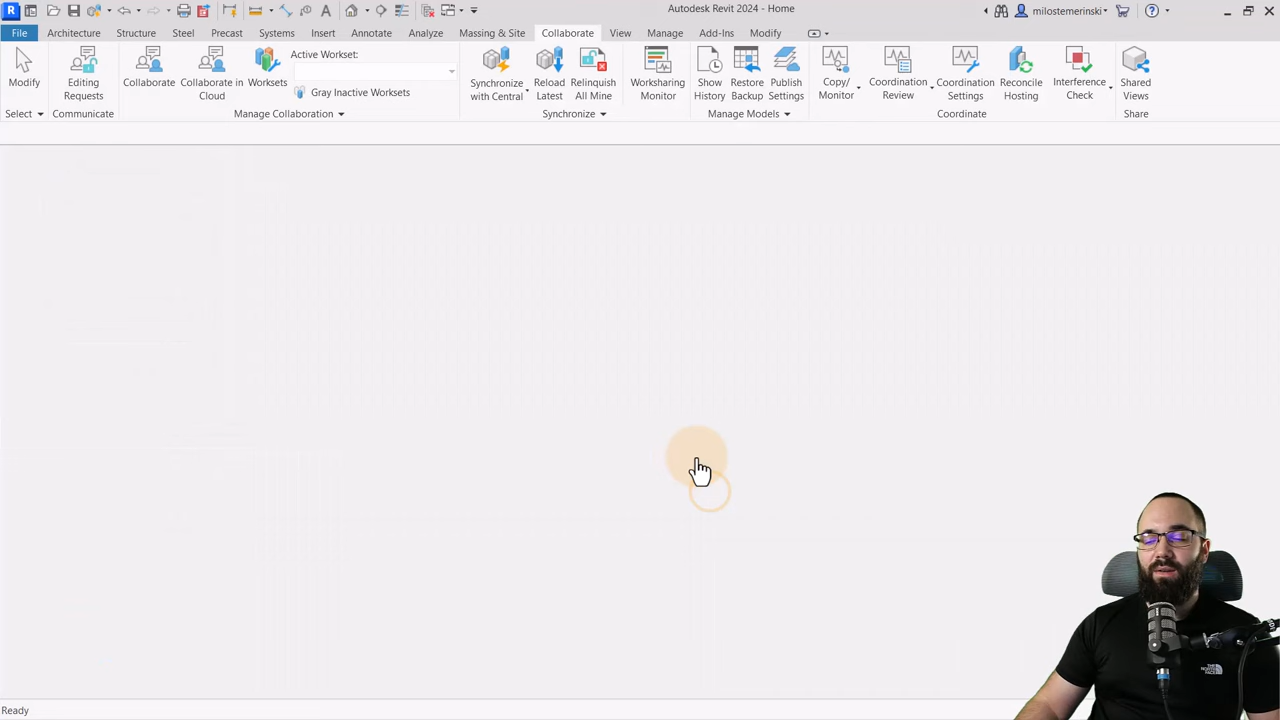 R
A
Autodesk Revit 2024 - Home
milostemerinski
?
File
Architecture
Structure
Steel
Precast
Systems
Insert
Annotate
Analyze
Massing & Site
Collaborate
View
Manage
Add-Ins
Modify
Modify
Editing
Requests
Collaborate
Collaborate in
Cloud
Worksets
Active Workset:
Gray Inactive Worksets
Synchronize
with Central
Reload
Latest
Relinquish
All Mine
Worksharing
Monitor
Show
History
Restore
Backup
Publish
Settings
Copy/
Monitor
Coordination
Review
Coordination
Settings
Reconcile
Hosting
Interference
Check
Shared
Views
Select
Communicate
Manage Collaboration
Synchronize
Manage Models
Coordinate
Share
THE
NORTH
FACE
Ready